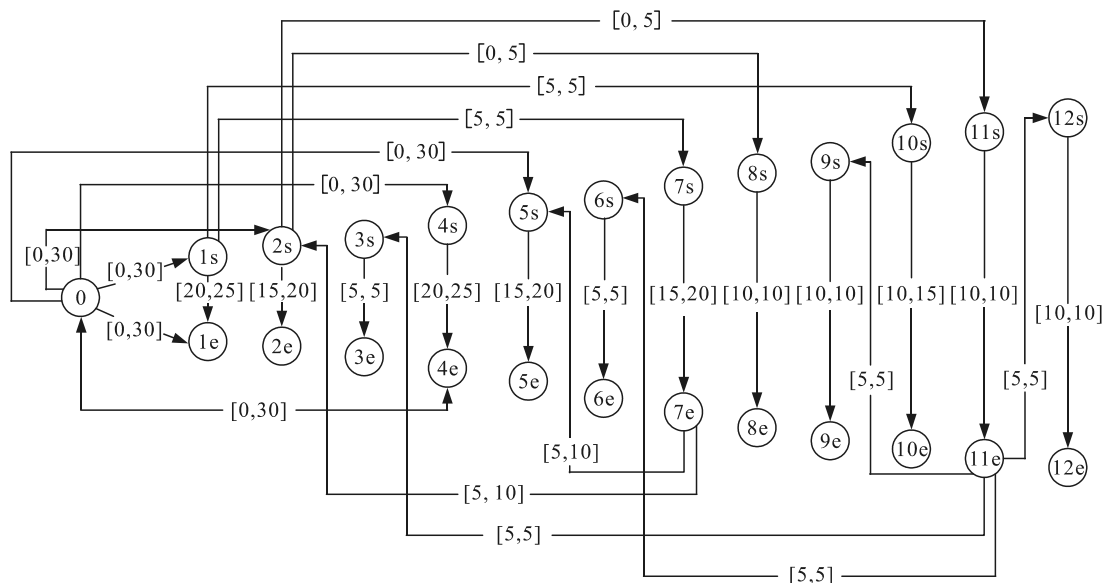 [0, 5]
[0, 5]
[5, 5]
[5, 5]
[0, 30]
[0, 30]
12s
11s
10s
9s
8s
7s
6s
5s
4s
3s
2s
1s
[0,30]
[0,30]
0
[20,25] [15,20] [5, 5] [20,25] [15,20] [5,5] [15,20] [10,10] [10,10] [10,15] [10,10]
[10,10]
[0,30]
1e 2e 3e 4e 5e 6e
[5,5] [5,5]
[0,30]
7e 8e 9e 10e 11e 12e
[5,10]
[5, 10]
[5,5]
[5,5]